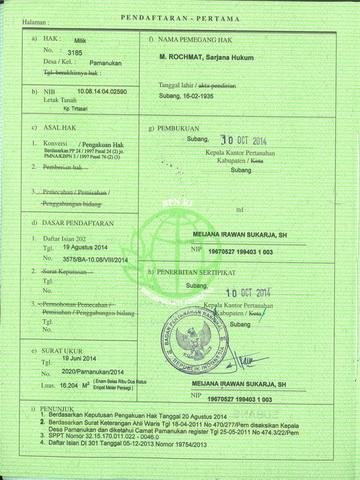 PENDAFTARAN - PERTAMA
Halaman :
a) HAK : Milik
No. : 3185
Desa / Kel. : Pamanukan
Tgl. berakhirnya hak :
b) NIB 10.08.14.04.02590
Letak Tanah
Kp. Tirtasari
c) ASAL HAK
1. Konversi / Pengakuan Hak
Berdasarkan PP 24 / 1997 Pasal 24 (2) jo.
PMNA/KBPN 3 / 1997 Pasal 76 (2) (3)
2. Pemberian hak
3. Pemecahan / Pemisahan /
Penggabungan bidang
d) DASAR PENDAFTARAN
1. Daftar Isian 202
Tgl. 19 Agustus 2014
No. 3575/BA-10.08/VIII/2014
2. Surat Keputusan
Tgl.
No.
3. Permohonan Pemecahan /
Pemisahan / Penggabungan bidang
Tgl.
e) SURAT UKUR
Tgl. 19 Juni 2014
No. 2020/Pamanukan/2014
Luas 16.204 M² ( Enam Belas Ribu Dua Ratus
Empat Meter Persegi )
f) NAMA PEMEGANG HAK
M. ROCHMAT, Sarjana Hukum
Tanggal lahir / akta pendirian
Subang, 16-02-1935
g) PEMBUKUAN
Subang, 10 OCT 2014
Kepala Kantor Pertanahan
Kabupaten / Kota
Subang
ttd
MEIJANA IRAWAN SUKARJA, SH
NIP 19670527 199403 1 003
h) PENERBITAN SERTIPIKAT
Subang, 10 OCT 2014
Kepala Kantor Pertanahan
Kabupaten / Kota
Subang
BADAN PERTANAHAN NASIONAL
REPUBLIK INDONESIA
MEIJANA IRAWAN SUKARJA, SH
NIP 19670527 199403 1 003
i) PENUNJUK
1. Berdasarkan Keputusan Pengakuan Hak Tanggal 20 Agustus 2014
2. Berdasarkan Surat Keterangan Ahli Waris Tgl 18-04-2011 No 470/277/Pem disaksikan Kepala
Desa Pamanukan dan diketahui Camat Pamanukan register Tgl 25-05-2011 No 474.3/22/Pem
3. SPPT Nomor 32.15.170.011.022 - 0046.0
4. Daftar Isian DI 301 Tanggal 05-12-2013 Nomor 19754/2013